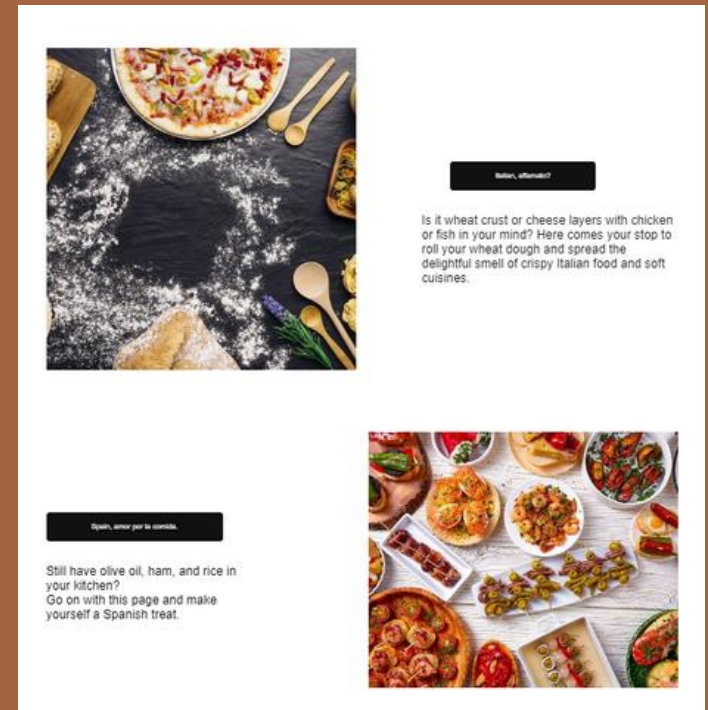 Italian, affamato?
Is it wheat crust or cheese layers with chicken
or fish in your mind? Here comes your stop to
roll your wheat dough and spread the
delightful smell of crispy Italian food and soft
cuisines.
Spain, amor por la comida.
Still have olive oil, ham, and rice in
your kitchen?
Go on with this page and make
yourself a Spanish treat.